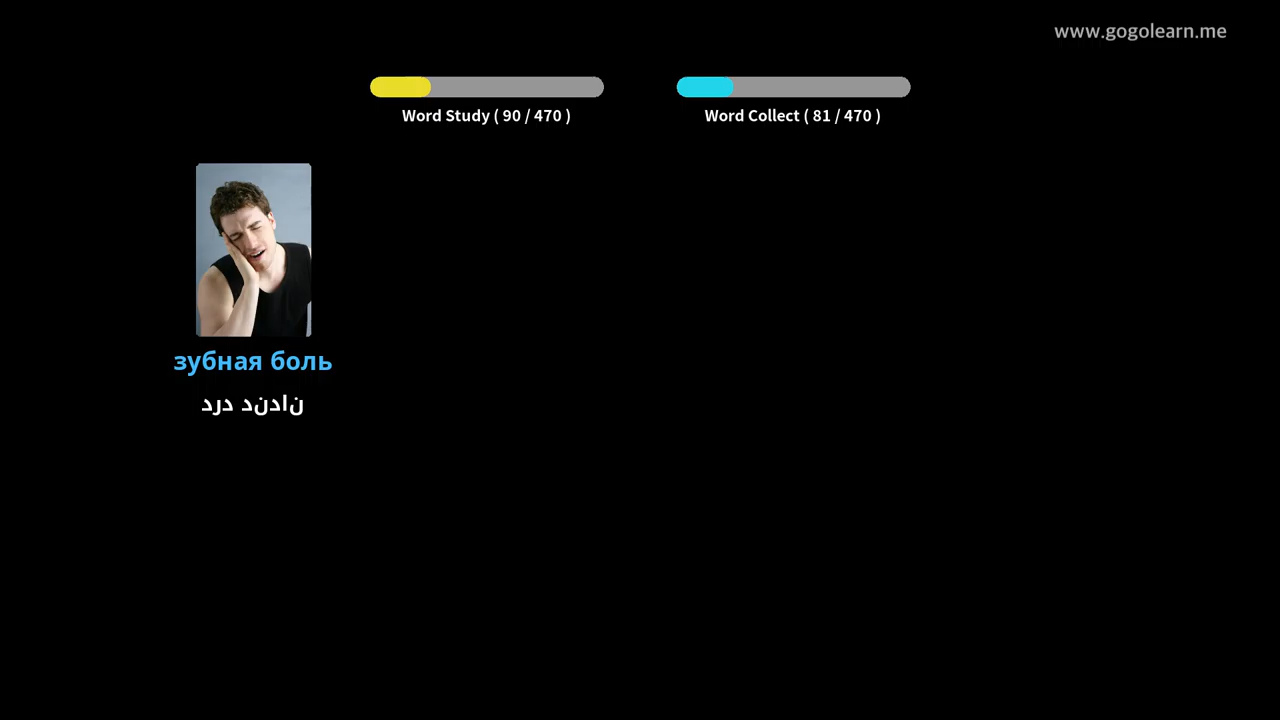 www.gogolearn.me
Word Study ( 90 / 470 )
Word Collect ( 81 / 470 )
зубная боль
درد دندان